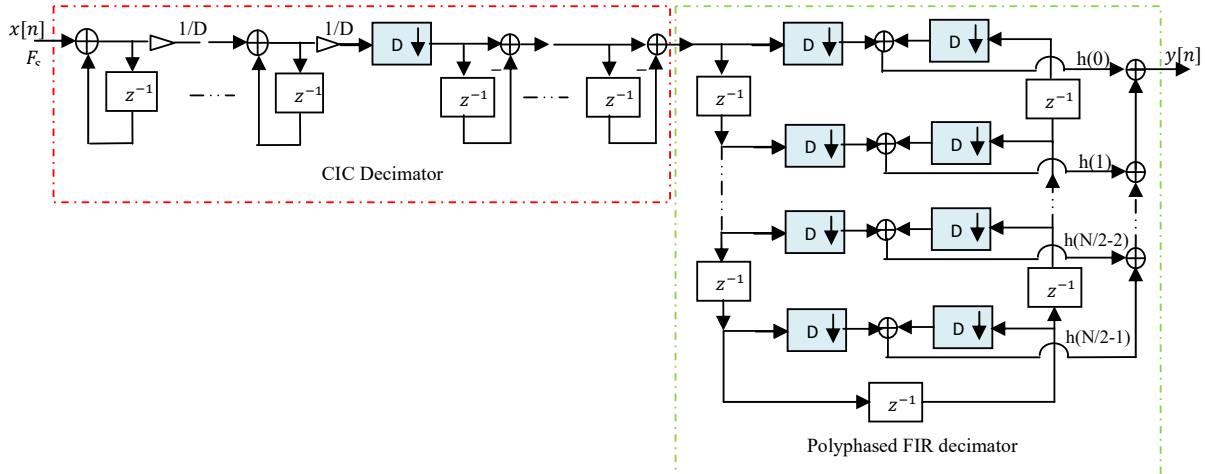 x[n]
F_s
1/D
1/D
D
z⁻¹
z⁻¹
z⁻¹
z⁻¹
−
−
CIC Decimator
D
D
h(0)
y[n]
z⁻¹
z⁻¹
D
D
h(1)
D
D
h(N/2-2)
z⁻¹
z⁻¹
D
D
h(N/2-1)
z⁻¹
Polyphased FIR decimator